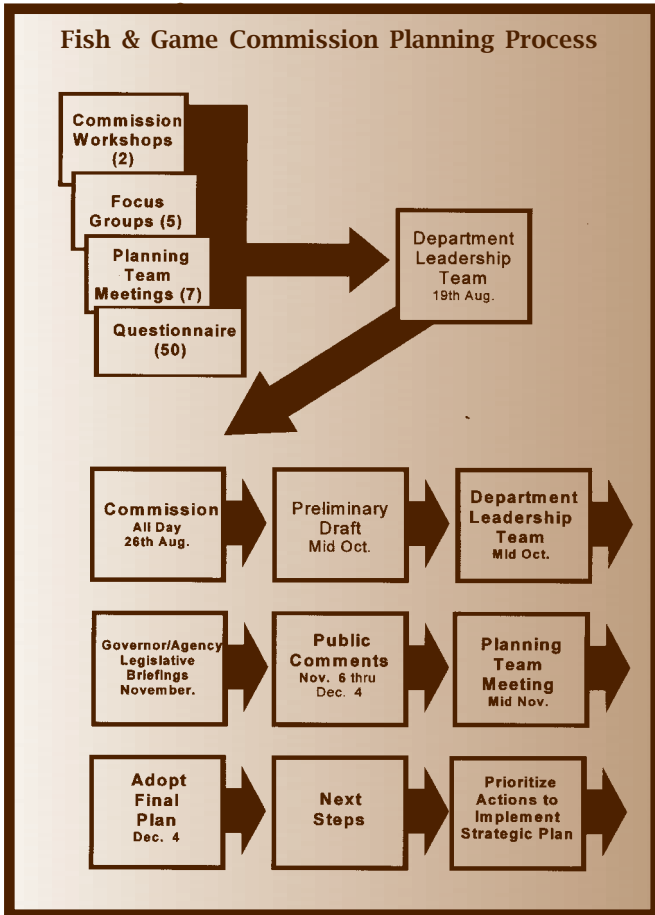 Fish & Game Commission Planning Process
Commission
Workshops
(2)
Focus
Groups (5)
Planning
Team
Meetings (7)
Questionnaire
(50)
Department
Leadership
Team
19th Aug.
Commission
All Day
26th Aug.
Preliminary
Draft
Mid Oct.
Department
Leadership
Team
Mid Oct.
Governor/Agency
Legislative
Briefings
November.
Public
Comments
Nov. 6 thru
Dec. 4
Planning
Team
Meeting
Mid Nov.
Adopt
Final
Plan
Dec. 4
Next
Steps
Prioritize
Actions to
Implement
Strategic Plan